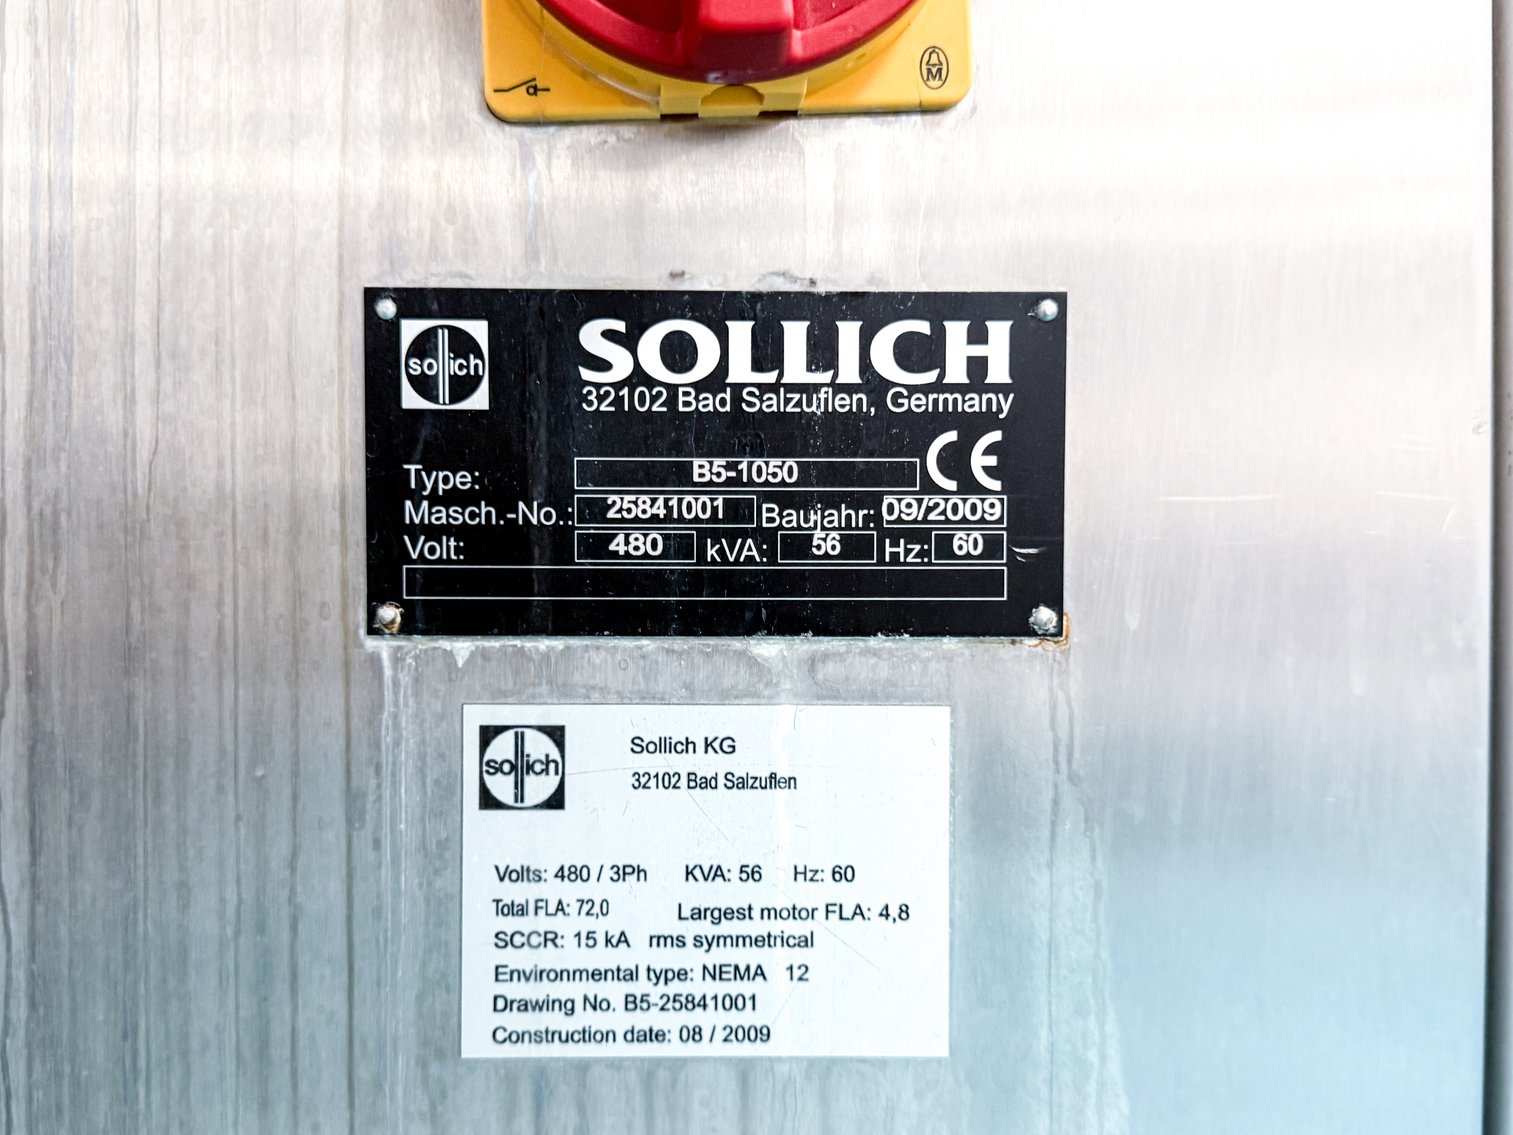 M
sollich
SOLLICH
32102 Bad Salzuflen, Germany
CE
Type: B5-1050
Masch.-No.: 25841001 Baujahr: 09/2009
Volt: 480 kVA: 56 Hz: 60
sollich
Sollich KG
32102 Bad Salzuflen
Volts: 480 / 3Ph KVA: 56 Hz: 60
Total FLA: 72,0 Largest motor FLA: 4,8
SCCR: 15 kA rms symmetrical
Environmental type: NEMA 12
Drawing No. B5-25841001
Construction date: 08 / 2009